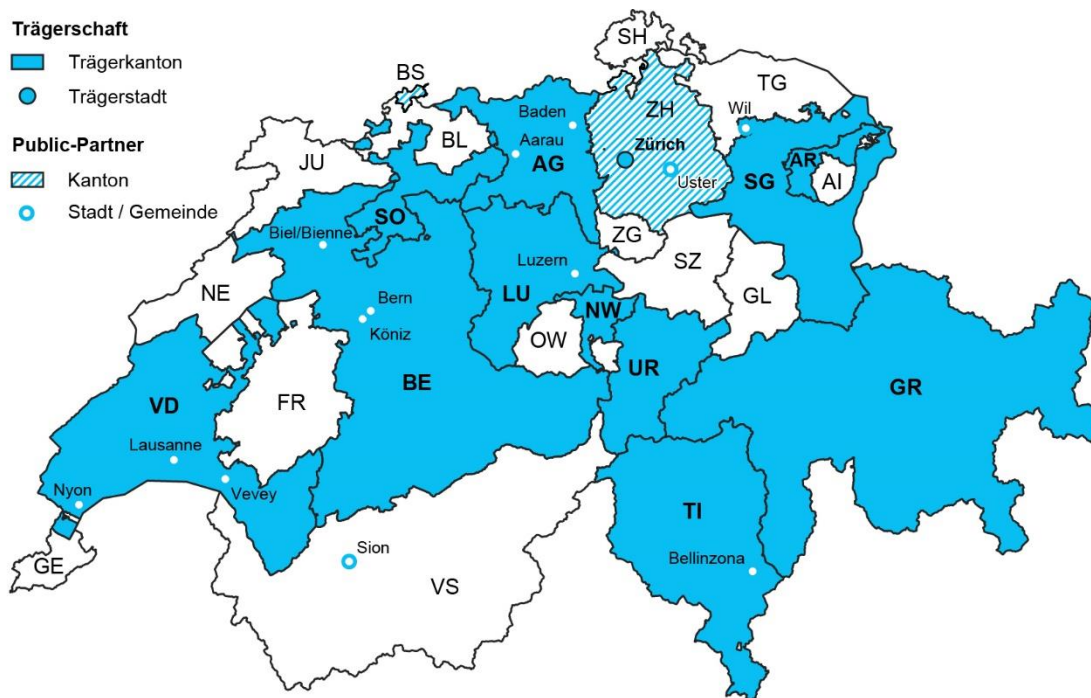 Trägerschaft
Trägerkanton
Trägerstadt
Public-Partner
Kanton
Stadt / Gemeinde
SH
BS
TG
ZH
Baden
Wil
BL
Aarau
Zürich
JU
AG
AR
Uster
SG
AI
SO
Biel/Bienne
ZG
SZ
Luzern
NE
LU
GL
Bern
NW
Köniz
OW
UR
BE
GR
FR
VD
Lausanne
Vevey
Nyon
TI
Sion
GE
Bellinzona
VS